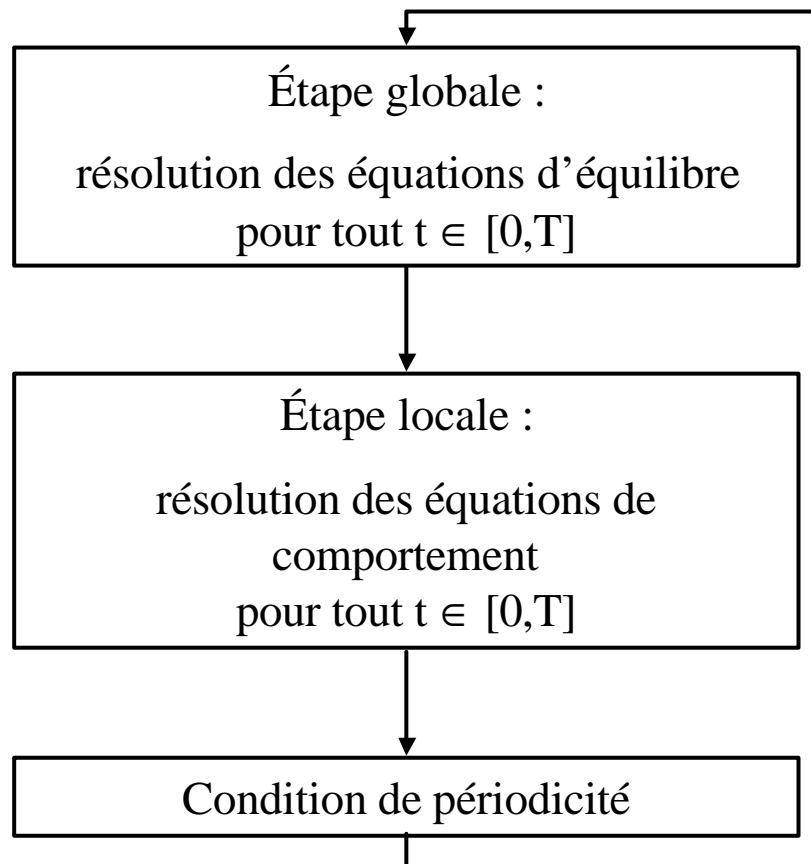 Étape globale :
résolution des équations d’équilibre
pour tout t ∈ [0,T]
Étape locale :
résolution des équations de
comportement
pour tout t ∈ [0,T]
Condition de périodicité